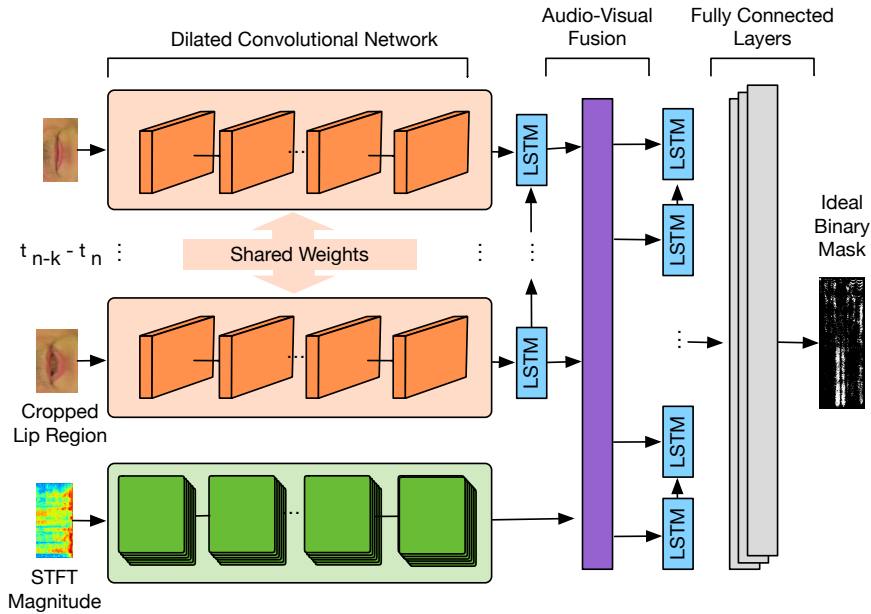 Audio-Visual
Fusion
Fully Connected
Layers
Dilated Convolutional Network
LSTM
LSTM
LSTM
Ideal
Binary
Mask
t n-k - t n
Shared Weights
LSTM
Cropped
Lip Region
LSTM
LSTM
STFT
Magnitude